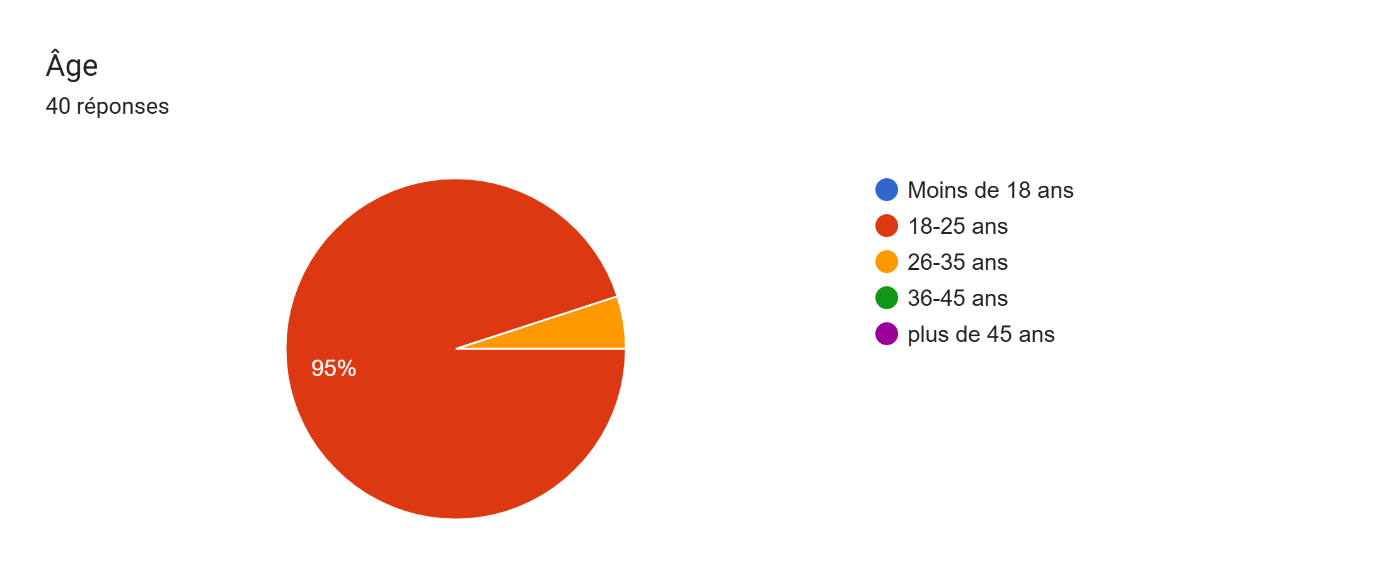 Âge
40 réponses
95%
Moins de 18 ans
18-25 ans
26-35 ans
36-45 ans
plus de 45 ans